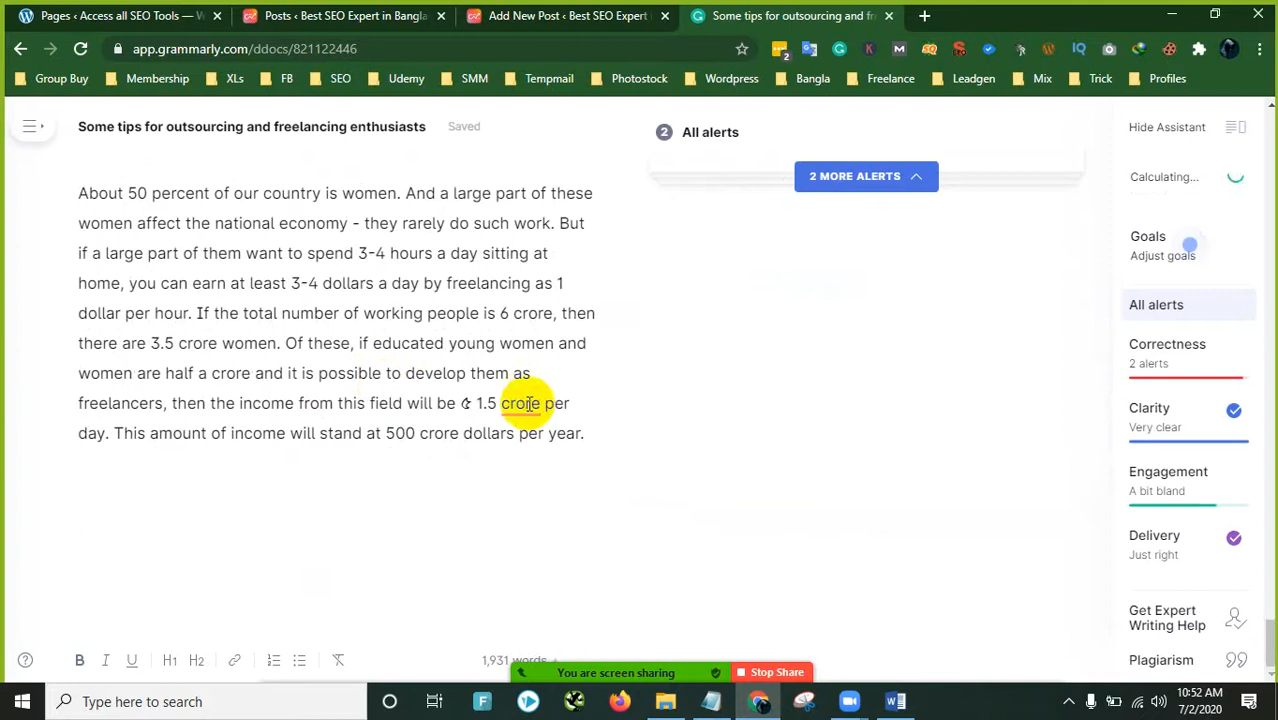 Pages ‹ Access all SEO Tools — W
Posts ‹ Best SEO Expert in Bangla
Add New Post ‹ Best SEO Expert
Some tips for outsourcing and fre
app.grammarly.com/ddocs/821122446
2
Group Buy
Membership
XLs
FB
SEO
Udemy
SMM
Tempmail
Photostock
Wordpress
Bangla
Freelance
Leadgen
Mix
Trick
Profiles
Some tips for outsourcing and freelancing enthusiasts
Saved
2 All alerts
Hide Assistant
2 MORE ALERTS
Calculating...
About 50 percent of our country is women. And a large part of these
women affect the national economy - they rarely do such work. But
if a large part of them want to spend 3-4 hours a day sitting at
home, you can earn at least 3-4 dollars a day by freelancing as 1
dollar per hour. If the total number of working people is 6 crore, then
there are 3.5 crore women. Of these, if educated young women and
women are half a crore and it is possible to develop them as
freelancers, then the income from this field will be 1.5 crore per
day. This amount of income will stand at 500 crore dollars per year.
Goals
Adjust goals
All alerts
Correctness
2 alerts
Clarity
Very clear
Engagement
A bit bland
Delivery
Just right
Get Expert
Writing Help
Plagiarism
B I U H1 H2
1,931 words
You are screen sharing
Stop Share
Type here to search
10:52 AM
7/2/2020